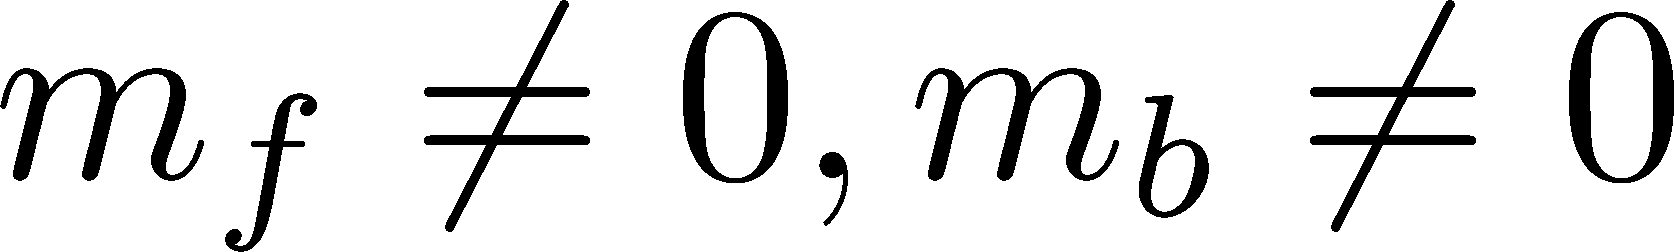 m_f ≠ 0, m_b ≠ 0